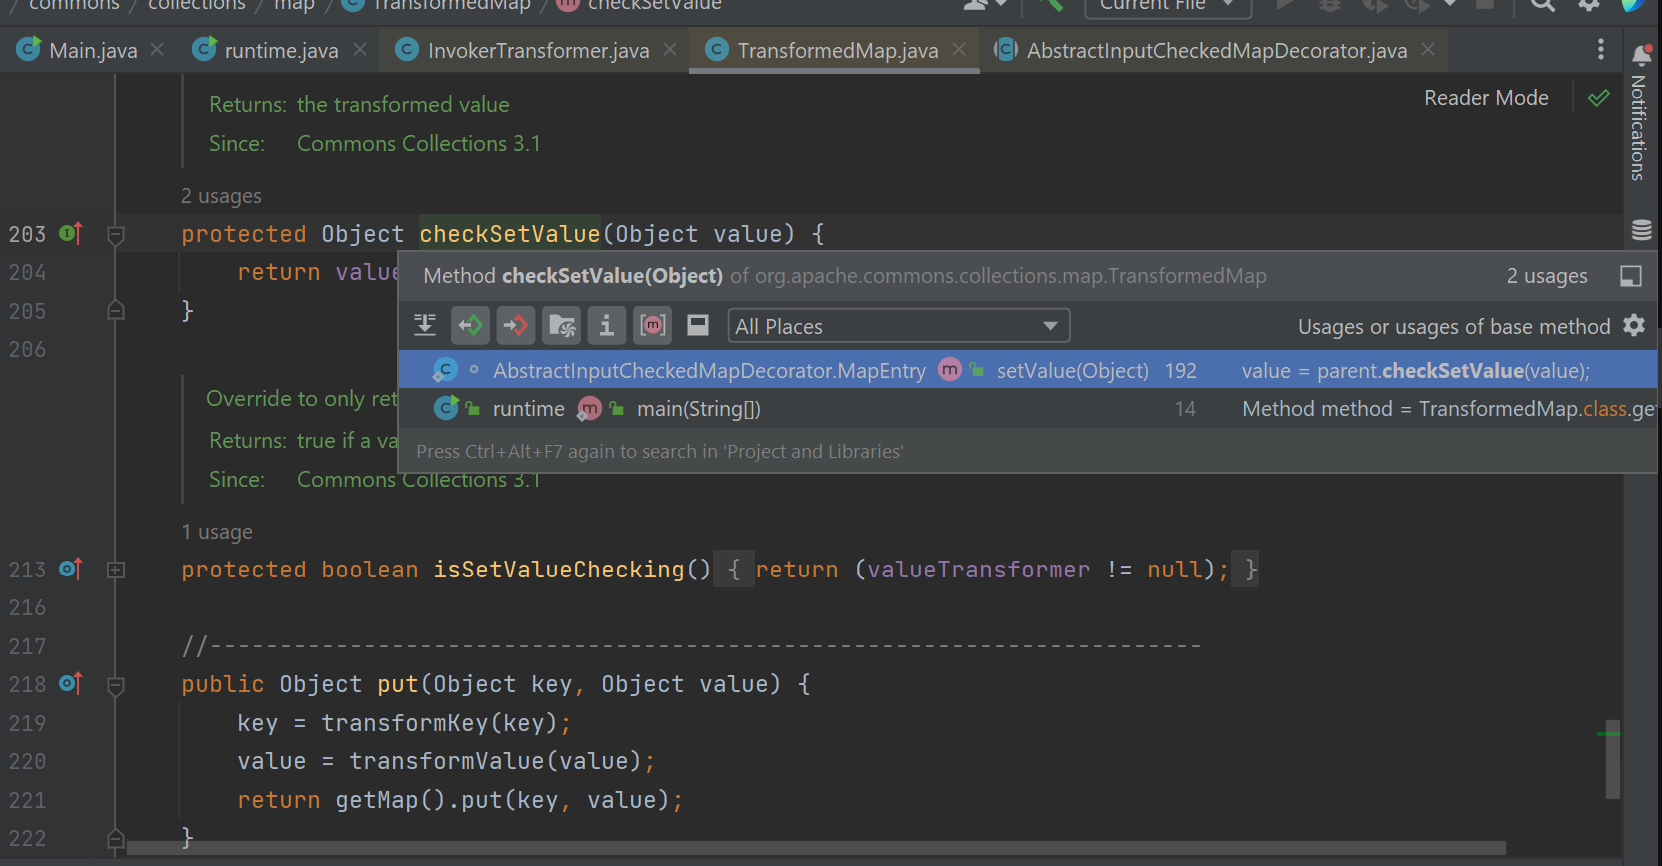 commons / collections / map / TransformedMap / checkSetValue Current File
Main.java runtime.java InvokerTransformer.java TransformedMap.java AbstractInputCheckedMapDecorator.java
Returns: the transformed value
Reader Mode
Since: Commons Collections 3.1
Notifications
2 usages
203 protected Object checkSetValue(Object value) {
204 return value
Method checkSetValue(Object) of org.apache.commons.collections.map.TransformedMap 2 usages
205 }
All Places Usages or usages of base method
206
AbstractInputCheckedMapDecorator.MapEntry setValue(Object) 192 value = parent.checkSetValue(value);
Override to only ret
runtime main(String[]) 14 Method method = TransformedMap.class.ge
Returns: true if a va
Press Ctrl+Alt+F7 again to search in 'Project and Libraries'
Since: Commons Collections 3.1
1 usage
213 protected boolean isSetValueChecking() { return (valueTransformer != null); }
216
217 //-----------------------------------------------------------------------
218 public Object put(Object key, Object value) {
219 key = transformKey(key);
220 value = transformValue(value);
221 return getMap().put(key, value);
222 }